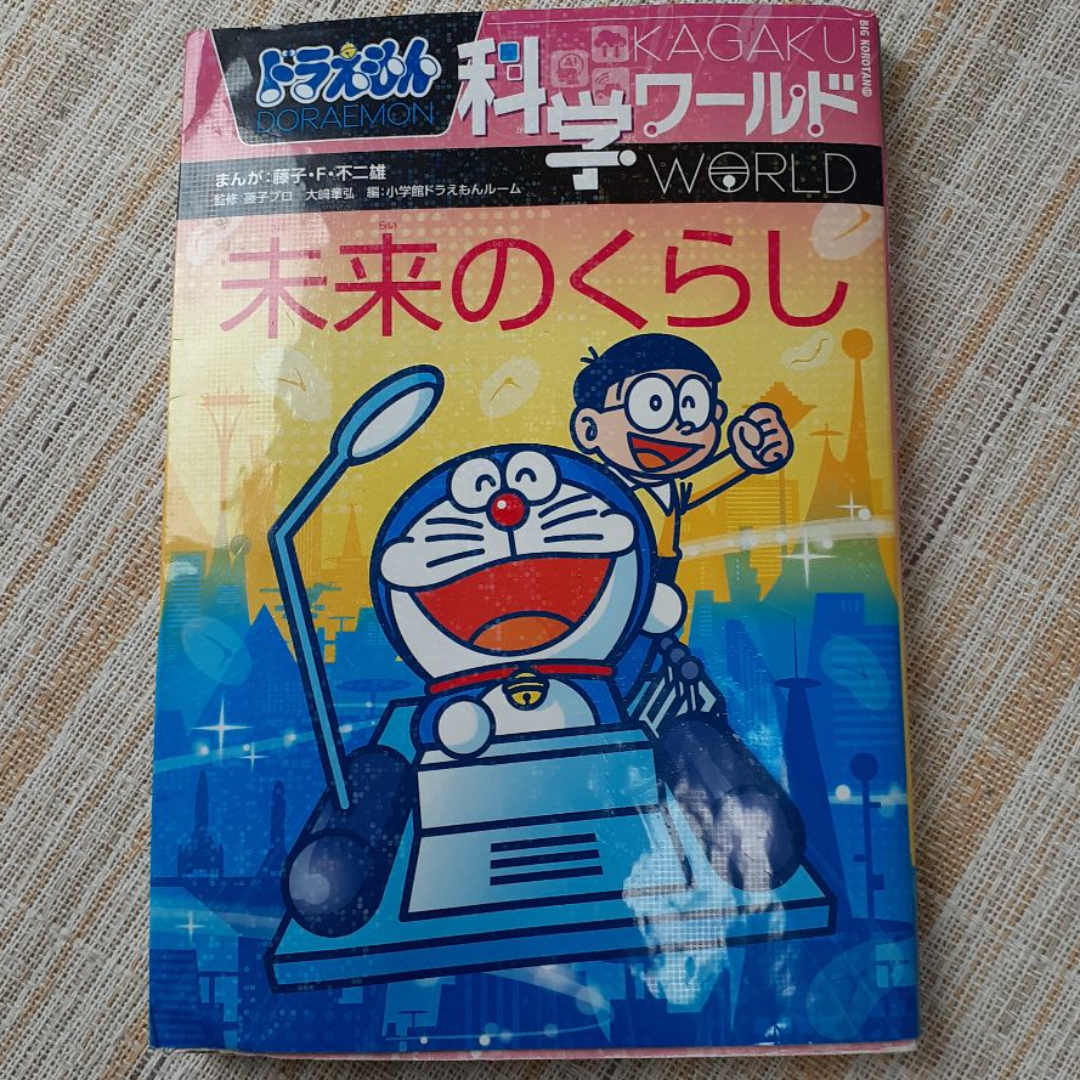 ドラえもん
DORAEMON
科学ワールド
KAGAKU
WORLD
BIG KOROTAN
まんが:藤子・F・不二雄
監修 藤子プロ 大﨑章弘 編:小学館ドラえもんルーム
らい
未来のくらし